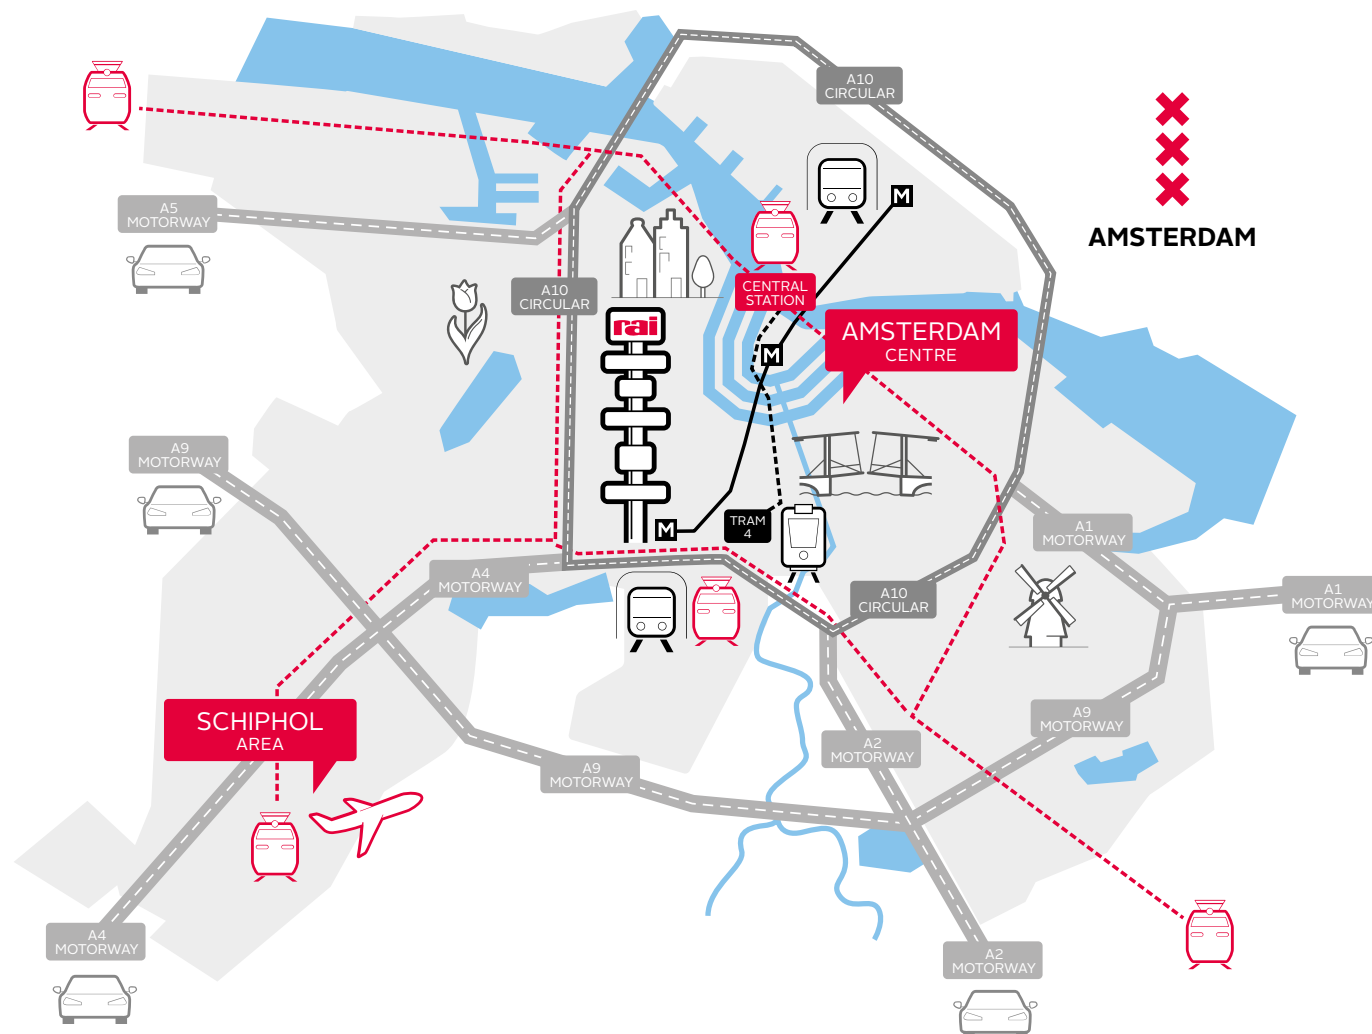 A10
CIRCULAR
AMSTERDAM
M
A5
MOTORWAY
A10
CIRCULAR
CENTRAL
STATION
rai
AMSTERDAM
CENTRE
M
A9
MOTORWAY
M
TRAM
4
A1
MOTORWAY
A4
MOTORWAY
A10
CIRCULAR
A1
MOTORWAY
SCHIPHOL
AREA
A9
MOTORWAY
A2
MOTORWAY
A9
MOTORWAY
A4
MOTORWAY
A2
MOTORWAY